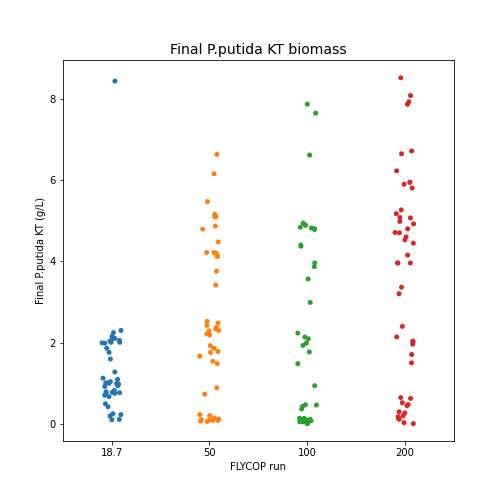 Final P.putida KT biomass
Final P.putida KT (g/L)
8
6
4
2
0
18.7 50 100 200
FLYCOP run